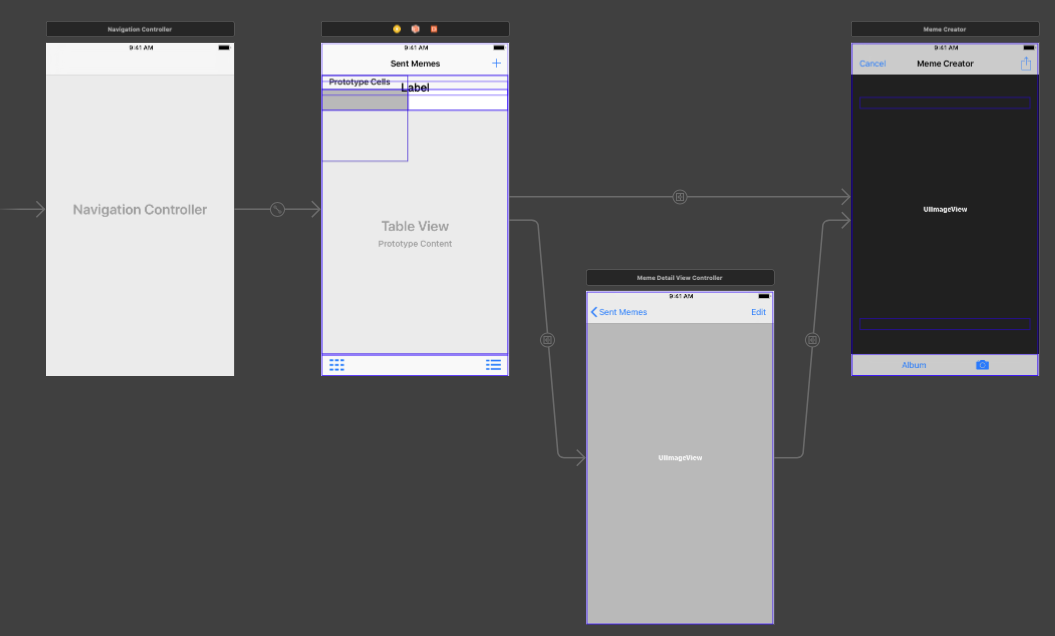 Navigation Controller
9:41 AM
Navigation Controller
9:41 AM
Sent Memes
Prototype Cells
Label
Table View
Prototype Content
Meme Detail View Controller
9:41 AM
Sent Memes
Edit
UIImageView
Meme Creator
9:41 AM
Cancel
Meme Creator
UIImageView
Album